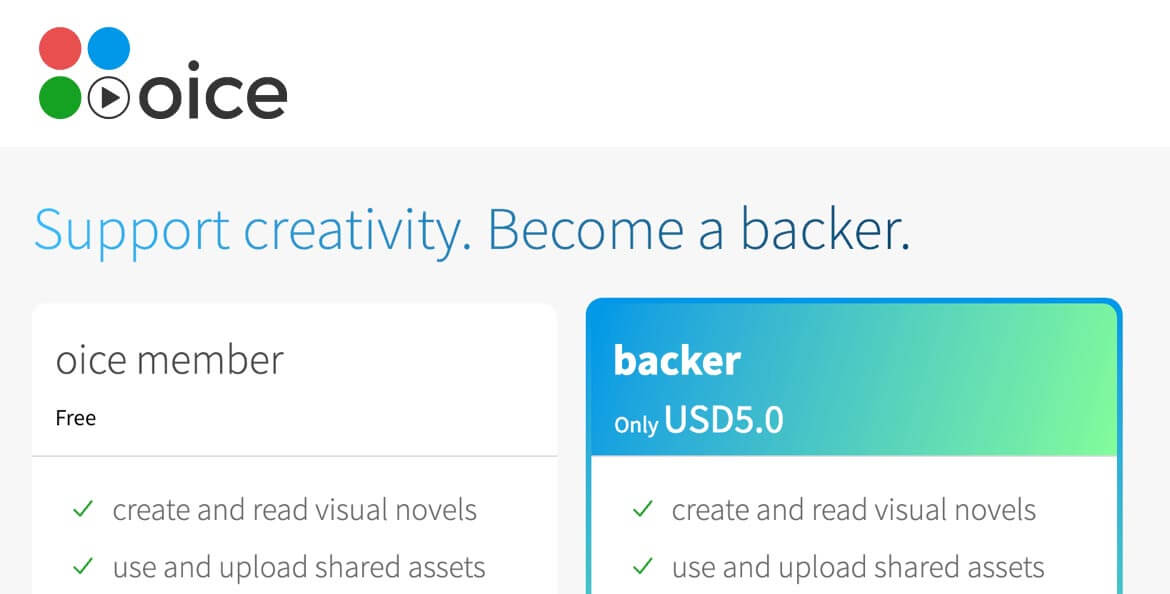 oice
Support creativity. Become a backer.
oice member
Free
create and read visual novels
use and upload shared assets
backer
Only USD5.0
create and read visual novels
use and upload shared assets